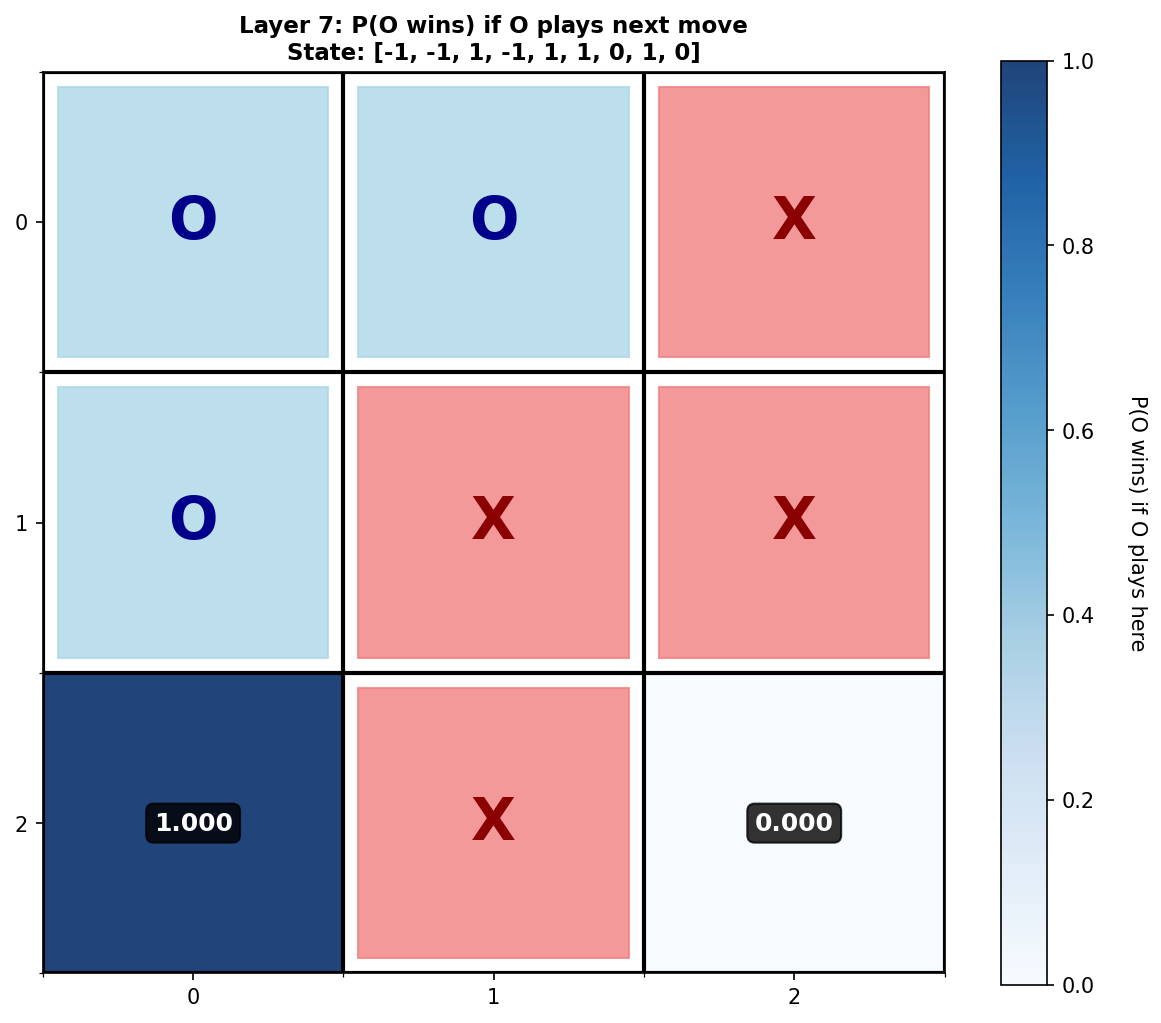 Layer 7: P(O wins) if O plays next move
State: [-1, -1, 1, -1, 1, 1, 0, 1, 0]
0
O
O
X
1
O
X
X
2
1.000
X
0.000
0
1
2
1.0
0.8
0.6
0.4
0.2
0.0
P(O wins) if O plays here